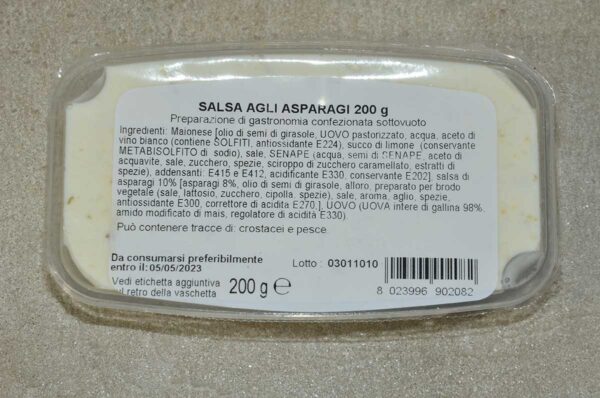 SALSA AGLI ASPARAGI 200 g
Preparazione di gastronomia confezionata sottovuoto
Ingredienti: Maionese [olio di semi di girasole, UOVO pastorizzato, acqua, aceto di
vino bianco (contiene SOLFITI, antiossidante E224), succo di limone (conservante
METABISOLFITO di sodio), sale, SENAPE (acqua, semi di SENAPE, aceto di
acquavite, sale, zucchero, spezie, sciroppo di zucchero caramellato, estratti di
spezie), addensanti: E415 e E412, acidificante E330, conservante E202], salsa di
asparagi 10% [asparagi 8%, olio di semi di girasole, alloro, preparato per brodo
vegetale (sale, lattosio, zucchero, cipolla, spezie), sale, aroma, aglio, spezie,
antiossidante E300, correttore di acidità E270,], UOVO (UOVA intere di gallina 98%,
amido modificato di mais, regolatore di acidità E330).
Può contenere tracce di: crostacei e pesce.
Da consumarsi preferibilmente
entro il: 05/05/2023
Lotto : 03011010
Vedi etichetta aggiuntiva
sul retro della vaschetta
200 g e
8 023996 902082